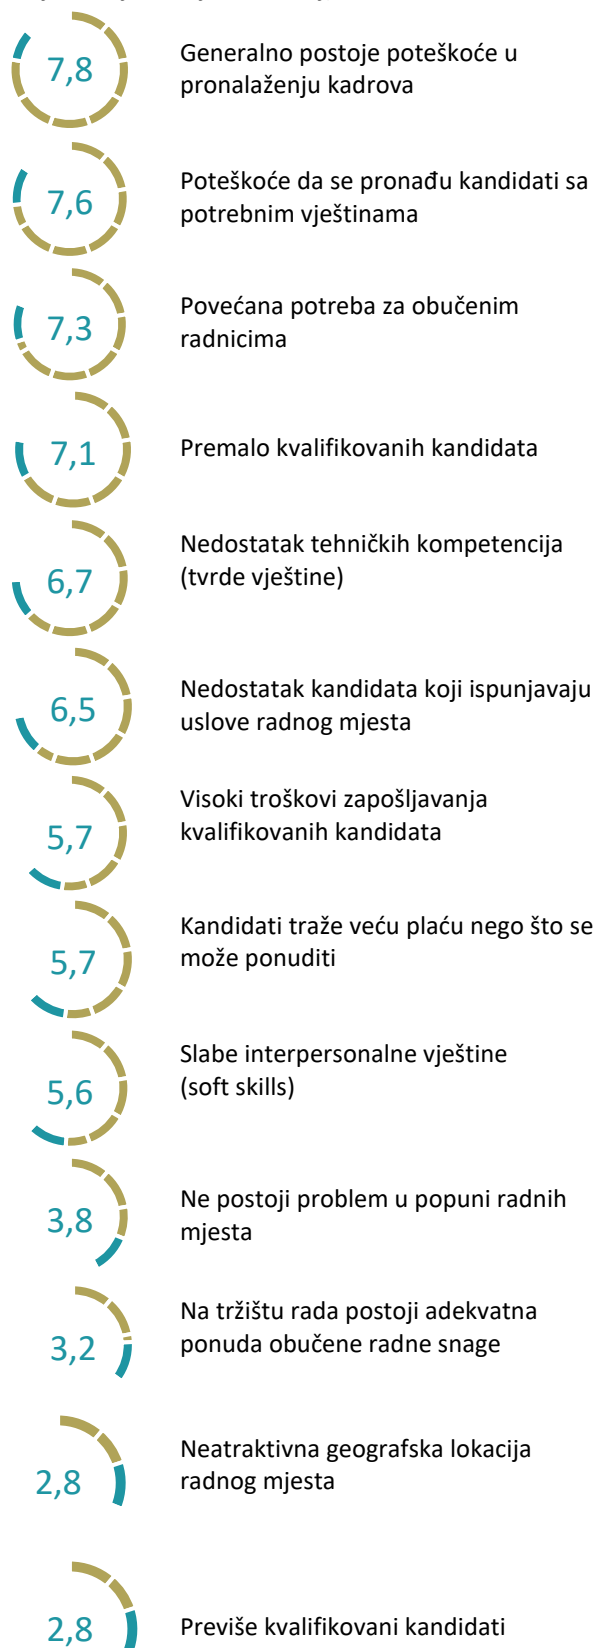 7,8
Generalno postoje poteškoće u
pronalaženju kadrova
7,6
Poteškoće da se pronađu kandidati sa
potrebnim vještinama
7,3
Povećana potreba za obučenim
radnicima
7,1
Premalo kvalifikovanih kandidata
6,7
Nedostatak tehničkih kompetencija
(tvrde vještine)
6,5
Nedostatak kandidata koji ispunjavaju
uslove radnog mjesta
5,7
Visoki troškovi zapošljavanja
kvalifikovanih kandidata
5,7
Kandidati traže veću plaću nego što se
može ponuditi
5,6
Slabe interpersonalne vještine
(soft skills)
3,8
Ne postoji problem u popuni radnih
mjesta
3,2
Na tržištu rada postoji adekvatna
ponuda obučene radne snage
2,8
Neatraktivna geografska lokacija
radnog mjesta
2,8
Previše kvalifikovani kandidati